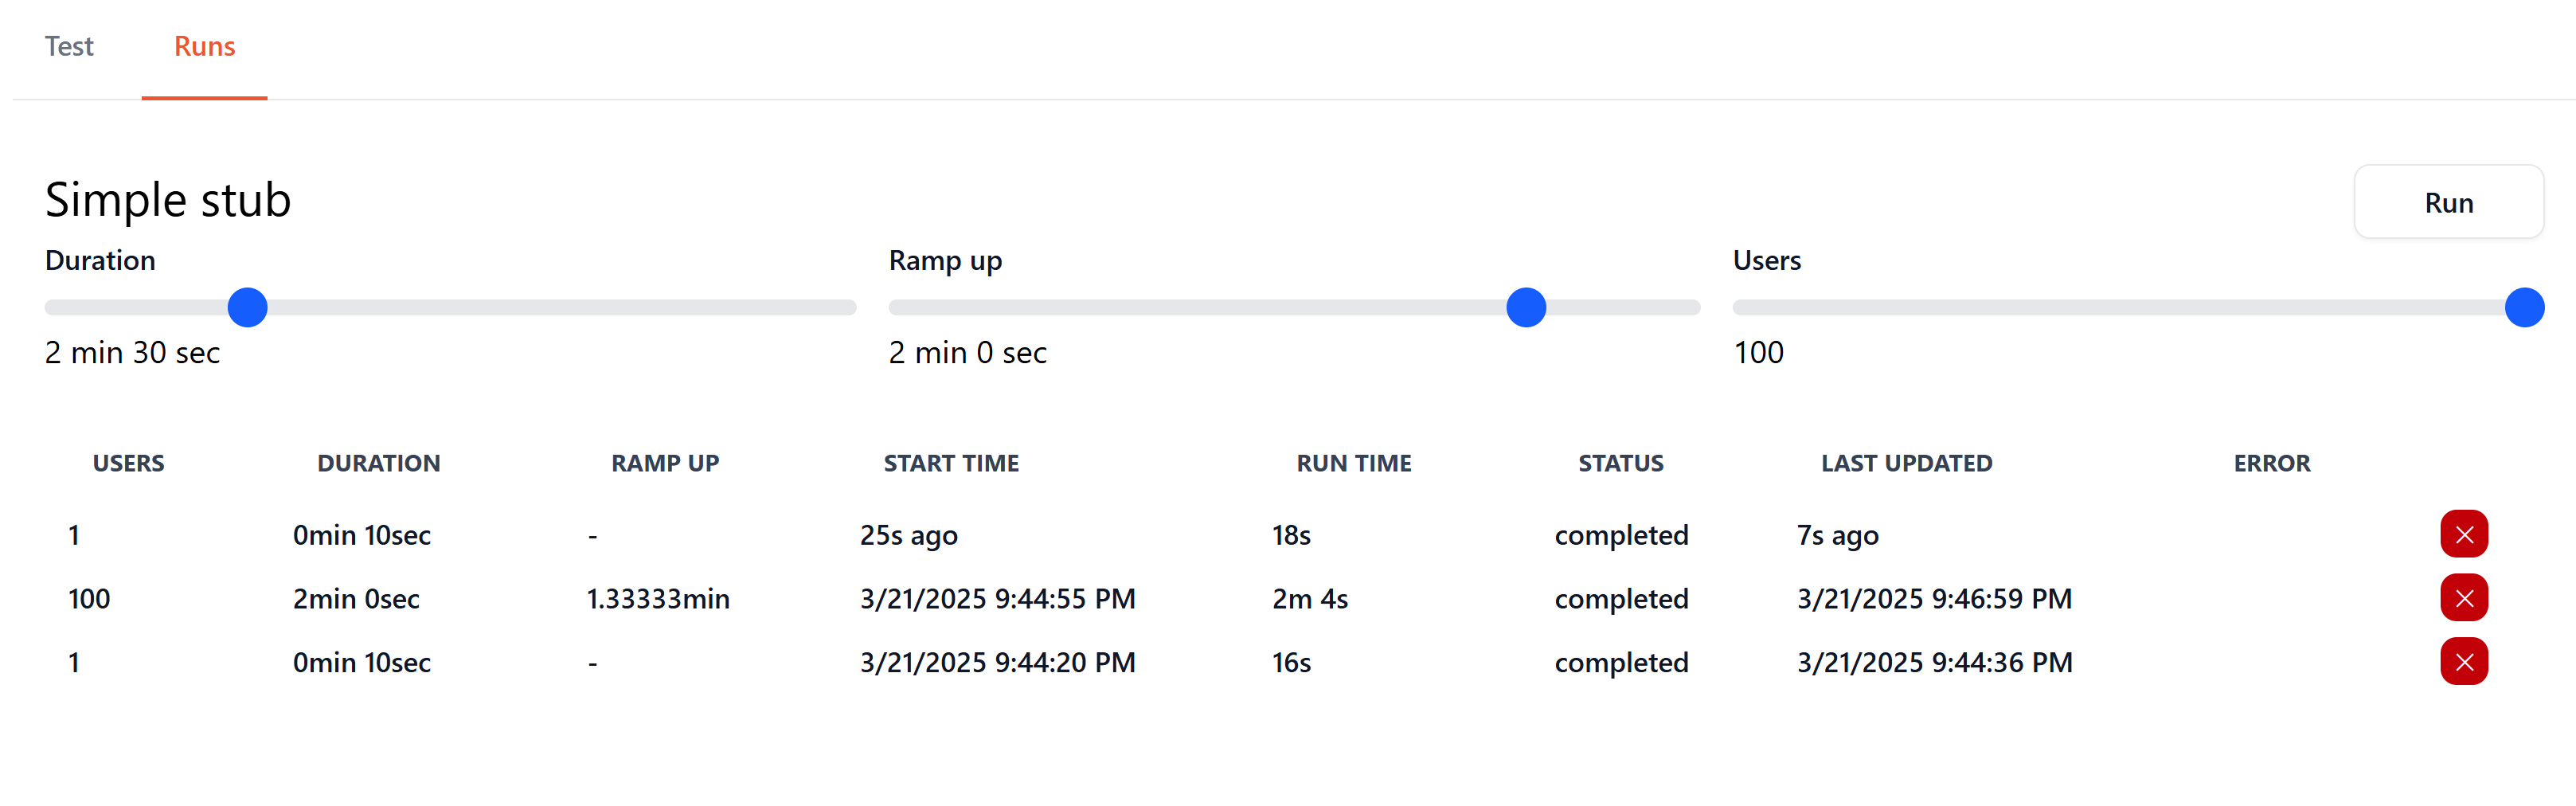 Test Runs
Simple stub Run
Duration Ramp up Users
2 min 30 sec 2 min 0 sec 100
USERS DURATION RAMP UP START TIME RUN TIME STATUS LAST UPDATED ERROR
1 0min 10sec - 25s ago 18s completed 7s ago
100 2min 0sec 1.33333min 3/21/2025 9:44:55 PM 2m 4s completed 3/21/2025 9:46:59 PM
1 0min 10sec - 3/21/2025 9:44:20 PM 16s completed 3/21/2025 9:44:36 PM